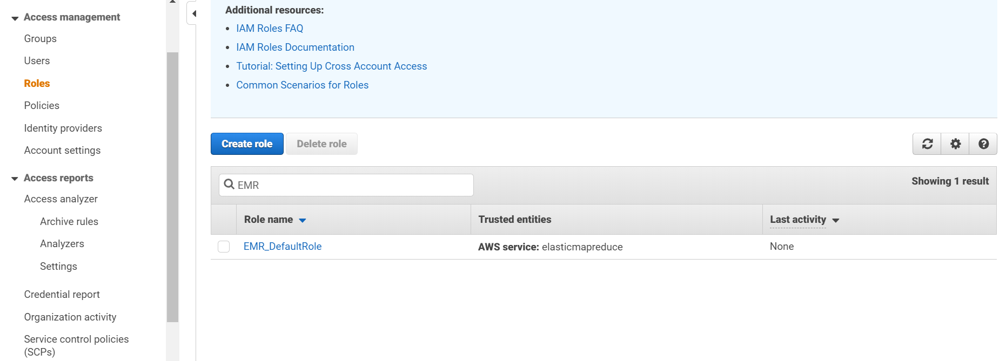 Access management
Groups
Users
Roles
Policies
Identity providers
Account settings
Access reports
Access analyzer
Archive rules
Analyzers
Settings
Credential report
Organization activity
Service control policies
(SCPs)
Additional resources:
IAM Roles FAQ
IAM Roles Documentation
Tutorial: Setting Up Cross Account Access
Common Scenarios for Roles
Create role Delete role
EMR Showing 1 result
Role name Trusted entities Last activity
EMR_DefaultRole AWS service: elasticmapreduce None